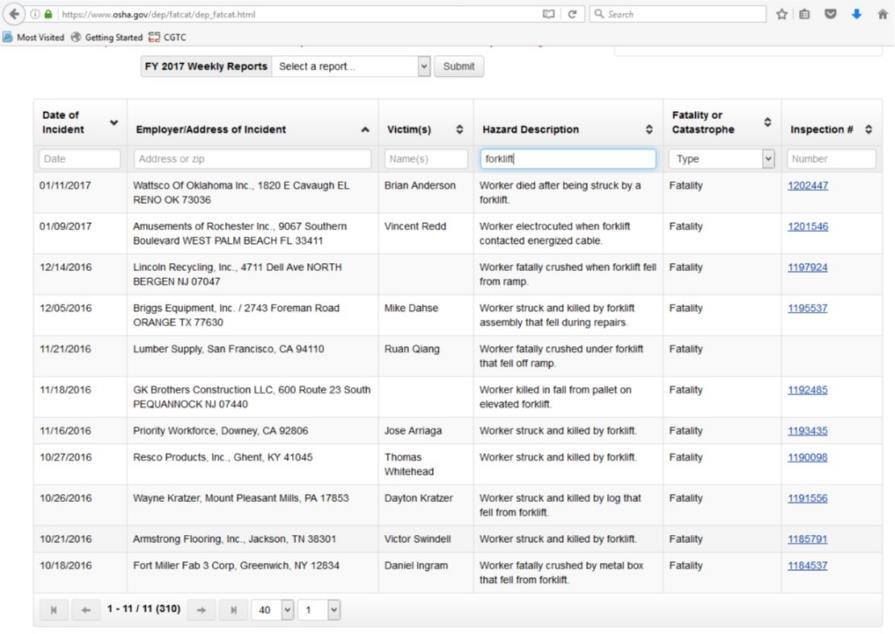 https://www.osha.gov/dep/fatcat/dep_fatcat.html
Search
Most Visited Getting Started CGTC
FY 2017 Weekly Reports Select a report... Submit
Date of Incident Employer/Address of Incident Victim(s) Hazard Description Fatality or Catastrophe Inspection #
Date Address or zip Name(s) forklift Type Number
01/11/2017 Wattsco Of Oklahoma Inc., 1820 E Cavaugh EL Brian Anderson Worker died after being struck by a Fatality 1202447
RENO OK 73036 forklift.
01/09/2017 Amusements of Rochester Inc., 9067 Southern Vincent Redd Worker electrocuted when forklift Fatality 1201546
Boulevard WEST PALM BEACH FL 33411 contacted energized cable.
12/14/2016 Lincoln Recycling, Inc., 4711 Dell Ave NORTH Worker fatally crushed when forklift fell Fatality 1197924
BERGEN NJ 07047 from ramp.
12/05/2016 Briggs Equipment, Inc. / 2743 Foreman Road Mike Dahse Worker struck and killed by forklift Fatality 1195537
ORANGE TX 77630 assembly that fell during repairs.
11/21/2016 Lumber Supply, San Francisco, CA 94110 Ruan Qiang Worker fatally crushed under forklift Fatality
that fell off ramp.
11/18/2016 GK Brothers Construction LLC, 600 Route 23 South Worker killed in fall from pallet on Fatality 1192485
PEQUANNOCK NJ 07440 elevated forklift.
11/16/2016 Priority Workforce, Downey, CA 92806 Jose Arriaga Worker struck and killed by forklift. Fatality 1193435
10/27/2016 Resco Products, Inc., Ghent, KY 41045 Thomas Worker struck and killed by forklift. Fatality 1190098
Whitehead
10/26/2016 Wayne Kratzer, Mount Pleasant Mills, PA 17853 Dayton Kratzer Worker struck and killed by log that Fatality 1191556
fell from forklift.
10/21/2016 Armstrong Flooring, Inc., Jackson, TN 38301 Victor Swindell Worker struck and killed by forklift. Fatality 1185791
10/18/2016 Fort Miller Fab 3 Corp, Greenwich, NY 12834 Daniel Ingram Worker fatally crushed by metal box Fatality 1184537
that fell from forklift.
1 - 11 / 11 (310) 40 1